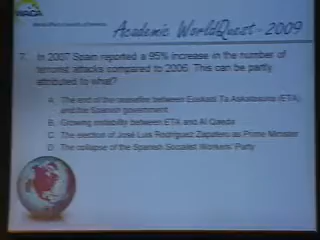 WACA
Academic WorldQuest - 2009
7. In 2007 Spain reported a 95% increase in the number of
terrorist attacks compared to 2006. This can be partly
attributed to what?
A. The end of the ceasefire between Euskadi Ta Askatasuna (ETA)
and the Spanish government
B. Growing instability between ETA and Al Qaeda
C. The election of José Luis Rodríguez Zapatero as Prime Minister
D. The collapse of the Spanish Socialist Workers' Party